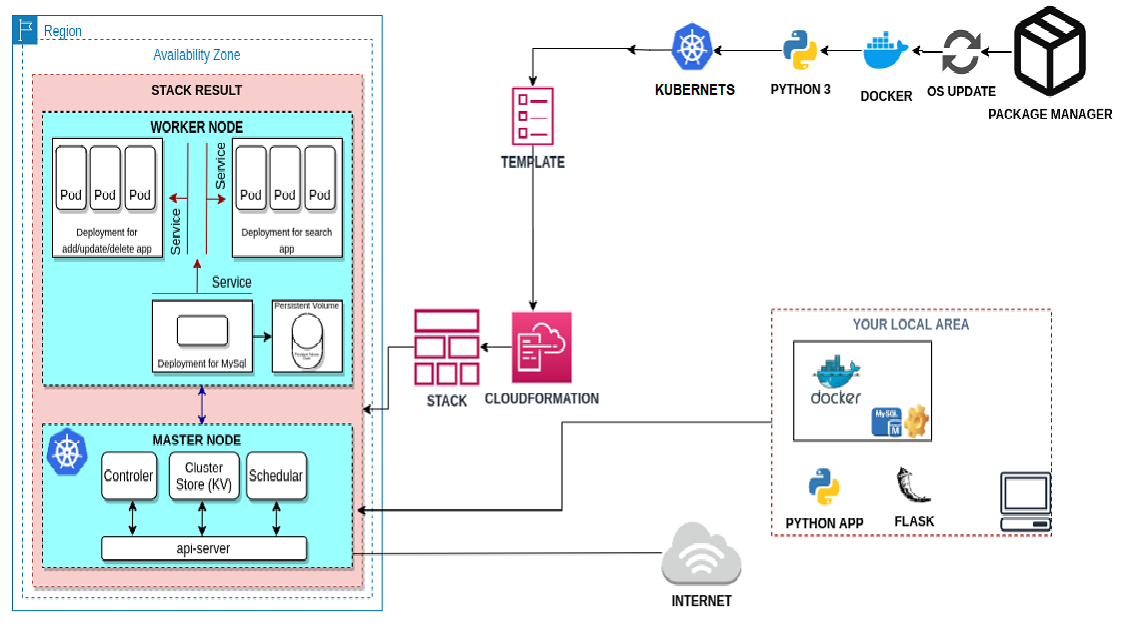 Region
Availability Zone
STACK RESULT
WORKER NODE
Pod
Pod
Pod
Deployment for
add/update/delete app
Service
Service
Pod
Pod
Pod
Deployment for search
app
Service
Deployment for MySql
Persistent Volume
MASTER NODE
Controler
Cluster
Store (KV)
Schedular
api-server
KUBERNETS
PYTHON 3
DOCKER
OS UPDATE
PACKAGE MANAGER
TEMPLATE
STACK
CLOUDFORMATION
YOUR LOCAL AREA
docker
MySQL
M
PYTHON APP
FLASK
INTERNET